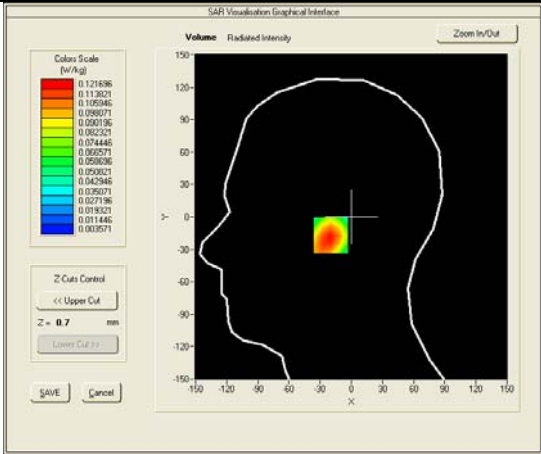 SAR Visualisation Graphical Interface
Volume Radiated Intensity
Zoom In/Out
Colors Scale
(W/kg)
0.121696
0.113821
0.105946
0.098071
0.090196
0.082321
0.074446
0.066571
0.058696
0.050821
0.042946
0.035071
0.027196
0.019321
0.011446
0.003571
Z Cuts Control
<< Upper Cut
Z = 0.7 mm
Lower Cut >>
SAVE Cancel
150
120
90
60
30
0
-30
-60
-90
-120
-150
Y
-150 -120 -90 -60 -30 0 30 60 90 120 150
X